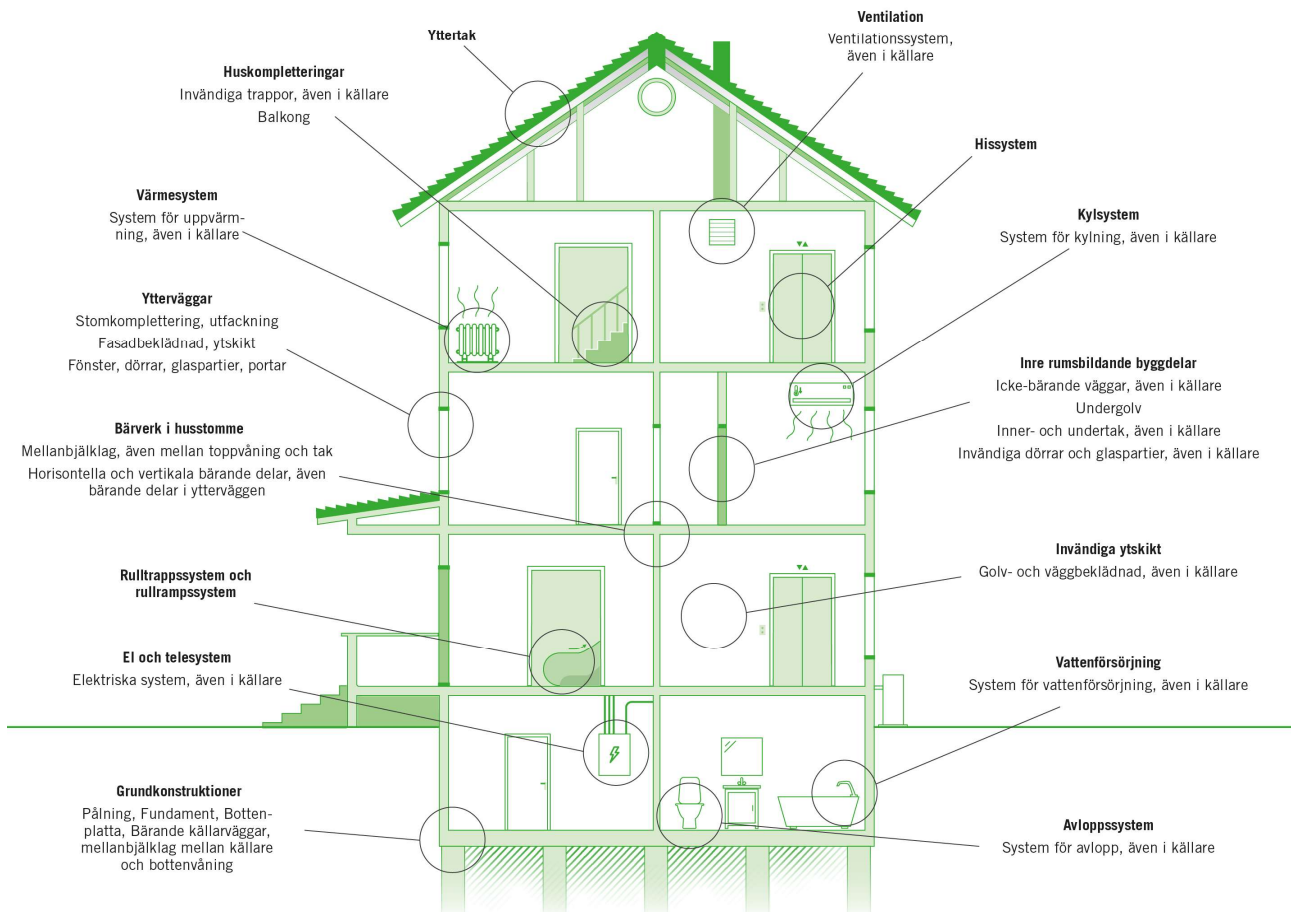 Yttertak
Huskompletteringar
Invändiga trappor, även i källare
Balkong
Värmesystem
System för uppvärm-
ning, även i källare
Ytterväggar
Stomkomplettering, utfackning
Fasadbeklädnad, ytskikt
Fönster, dörrar, glaspartier, portar
Bärverk i husstomme
Mellanbjälklag, även mellan toppvåning och tak
Horisontella och vertikala bärande delar, även
bärande delar i ytterväggen
Rulltrappssystem och
rullrampssystem
El och telesystem
Elektriska system, även i källare
Grundkonstruktioner
Pålning, Fundament, Botten-
platta, Bärande källarväggar,
mellanbjälklag mellan källare
och bottenvåning
Ventilation
Ventilationssystem,
även i källare
Hissystem
Kylsystem
System för kylning, även i källare
Inre rumsbildande byggdelar
Icke-bärande väggar, även i källare
Undergolv
Inner- och undertak, även i källare
Invändiga dörrar och glaspartier, även i källare
Invändiga ytskikt
Golv- och väggbeklädnad, även i källare
Vattenförsörjning
System för vattenförsörjning, även i källare
Avloppssystem
System för avlopp, även i källare